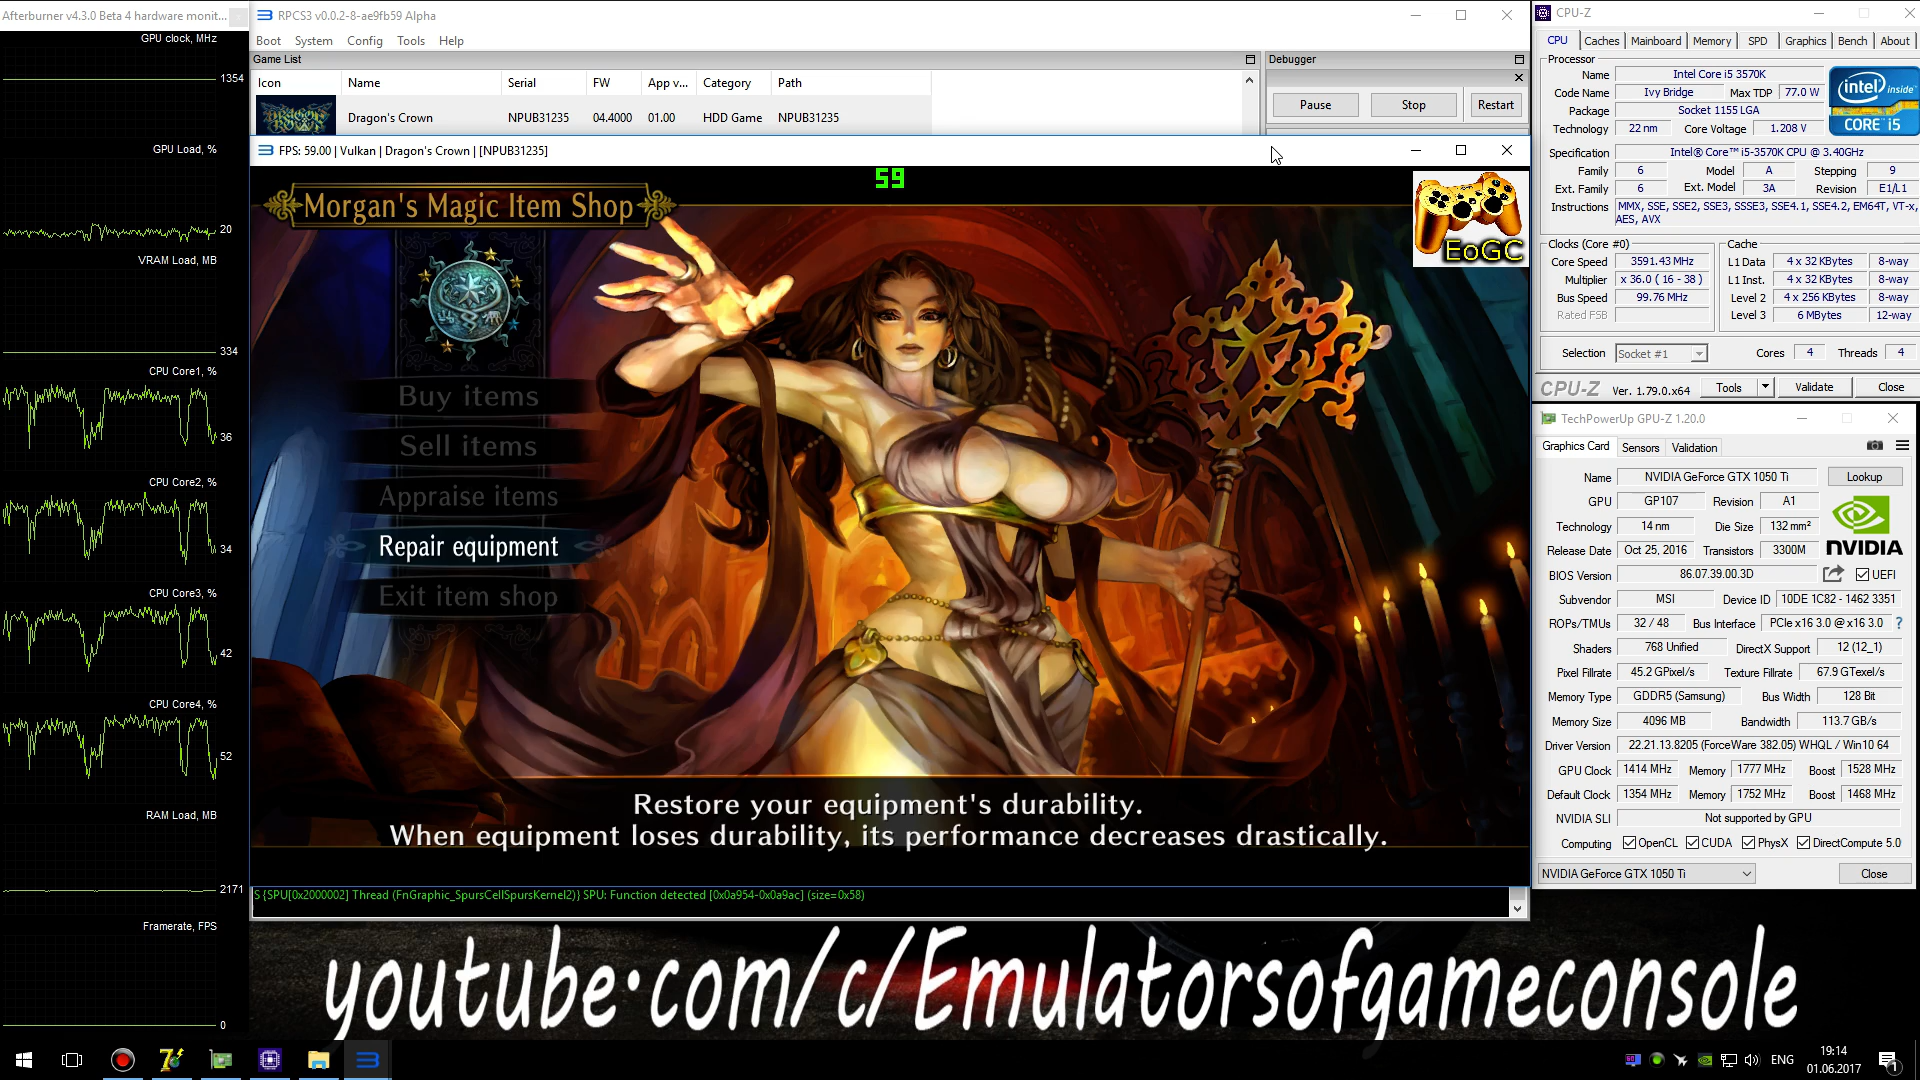 Afterburner v4.3.0 Beta 4 hardware monit...
GPU clock, MHz
1354
GPU Load, %
20
VRAM Load, MB
334
CPU Core1, %
36
CPU Core2, %
34
CPU Core3, %
42
CPU Core4, %
52
RAM Load, MB
2171
Framerate, FPS
0
RPCS3 v0.0.2-8-ae9fb59 Alpha
Boot System Config Tools Help
Game List
Icon Name Serial FW App v... Category Path
DRAGON'S CROWN Dragon's Crown NPUB31235 04.4000 01.00 HDD Game NPUB31235
Debugger
Pause Stop Restart
FPS: 59.00 | Vulkan | Dragon's Crown | [NPUB31235]
59
EoGC
Morgan's Magic Item Shop
Buy items
Sell items
Appraise items
Repair equipment
Exit item shop
Restore your equipment's durability.
When equipment loses durability, its performance decreases drastically.
S {SPU[0x2000002] Thread (FnGraphic_SpursCellSpursKernel2)} SPU: Function detected [0x0a954-0x0a9ac] (size=0x58)
youtube.com/c/Emulatorsofgameconsole
CPU-Z
CPU Caches Mainboard Memory SPD Graphics Bench About
Processor
Name Intel Core i5 3570K
Code Name Ivy Bridge Max TDP 77.0 W
Package Socket 1155 LGA
Technology 22 nm Core Voltage 1.208 V
intel inside™
CORE i5
Specification Intel® Core™ i5-3570K CPU @ 3.40GHz
Family 6 Model A Stepping 9
Ext. Family 6 Ext. Model 3A Revision E1/L1
Instructions MMX, SSE, SSE2, SSE3, SSSE3, SSE4.1, SSE4.2, EM64T, VT-x,
AES, AVX
Clocks (Core #0)
Core Speed 3591.43 MHz
Multiplier x 36.0 ( 16 - 38 )
Bus Speed 99.76 MHz
Rated FSB
Cache
L1 Data 4 x 32 KBytes 8-way
L1 Inst. 4 x 32 KBytes 8-way
Level 2 4 x 256 KBytes 8-way
Level 3 6 MBytes 12-way
Selection Socket #1 Cores 4 Threads 4
CPU-Z Ver. 1.79.0.x64 Tools Validate Close
TechPowerUp GPU-Z 1.20.0
Graphics Card Sensors Validation
Name NVIDIA GeForce GTX 1050 Ti Lookup
GPU GP107 Revision A1
Technology 14 nm Die Size 132 mm²
Release Date Oct 25, 2016 Transistors 3300M
NVIDIA
BIOS Version 86.07.39.00.3D UEFI
Subvendor MSI Device ID 10DE 1C82 - 1462 3351
ROPs/TMUs 32 / 48 Bus Interface PCIe x16 3.0 @ x16 3.0 ?
Shaders 768 Unified DirectX Support 12 (12_1)
Pixel Fillrate 45.2 GPixel/s Texture Fillrate 67.9 GTexel/s
Memory Type GDDR5 (Samsung) Bus Width 128 Bit
Memory Size 4096 MB Bandwidth 113.7 GB/s
Driver Version 22.21.13.8205 (ForceWare 382.05) WHQL / Win10 64
GPU Clock 1414 MHz Memory 1777 MHz Boost 1528 MHz
Default Clock 1354 MHz Memory 1752 MHz Boost 1468 MHz
NVIDIA SLI Not supported by GPU
Computing OpenCL CUDA PhysX DirectCompute 5.0
NVIDIA GeForce GTX 1050 Ti Close
ENG
19:14
01.06.2017
1